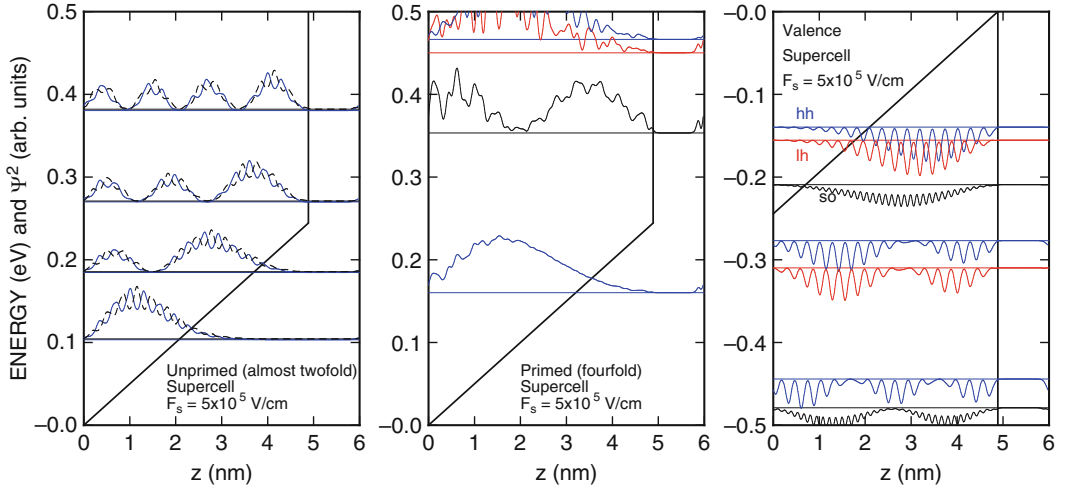 ENERGY (eV) and Ψ² (arb. units)
0.5
0.4
0.3
0.2
0.1
−0.0
0 1 2 3 4 5 6
z (nm)
Unprimed (almost twofold)
Supercell
Fₛ = 5x10⁵ V/cm
0.5
0.4
0.3
0.2
0.1
−0.0
0 1 2 3 4 5 6
z (nm)
Primed (fourfold)
Supercell
Fₛ = 5x10⁵ V/cm
−0.0
−0.1
−0.2
−0.3
−0.4
−0.5
0 1 2 3 4 5 6
z (nm)
Valence
Supercell
Fₛ = 5x10⁵ V/cm
hh
lh
so